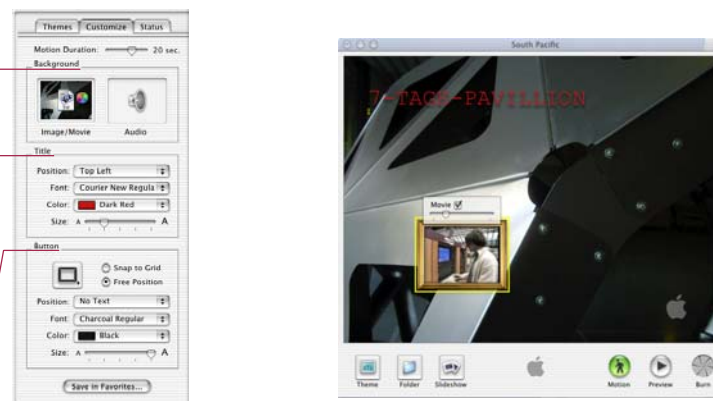 Themes Customize Status
Motion Duration: 20 sec.
Background
Image/Movie Audio
Title
Position: Top Left
Font: Courier New Regula
Color: Dark Red
Size: A A
Button
Snap to Grid
Free Position
Position: No Text
Font: Charcoal Regular
Color: Black
Size: A A
Save in Favorites...
South Pacific
7-TAGS-PAVILLION
Movie
Theme Folder Slideshow Motion Preview Burn